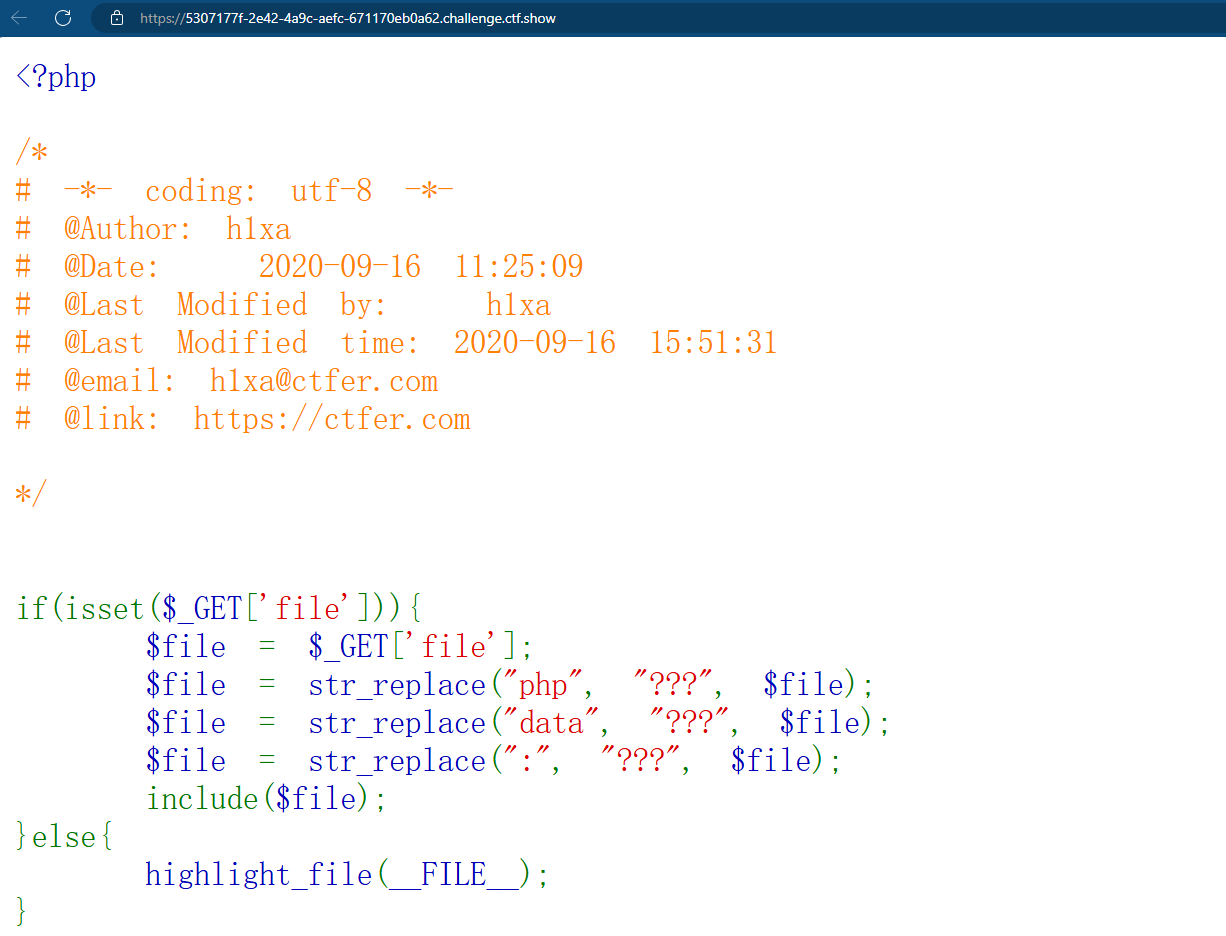 https://5307177f-2e42-4a9c-aefc-671170eb0a62.challenge.ctf.show
<?php
/*
# -*- coding: utf-8 -*-
# @Author: h1xa
# @Date:   2020-09-16 11:25:09
# @Last Modified by:   h1xa
# @Last Modified time: 2020-09-16 15:51:31
# @email: h1xa@ctfer.com
# @link: https://ctfer.com
*/
if(isset($_GET['file'])){
    $file = $_GET['file'];
    $file = str_replace("php", "???", $file);
    $file = str_replace("data", "???", $file);
    $file = str_replace(":", "???", $file);
    include($file);
}else{
    highlight_file(__FILE__);
}